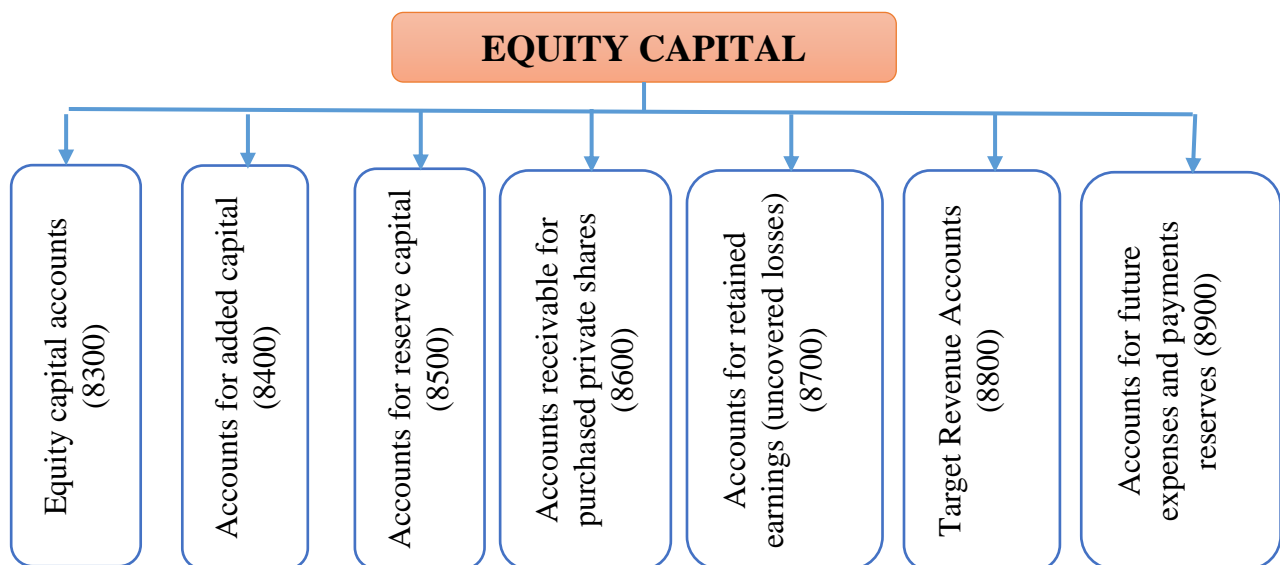 EQUITY CAPITAL
Equity capital accounts
(8300)
Accounts for added capital
(8400)
Accounts for reserve capital
(8500)
Accounts receivable for
purchased private shares
(8600)
Accounts for retained
earnings (uncovered losses)
(8700)
Target Revenue Accounts
(8800)
Accounts for future
expenses and payments
reserves (8900)